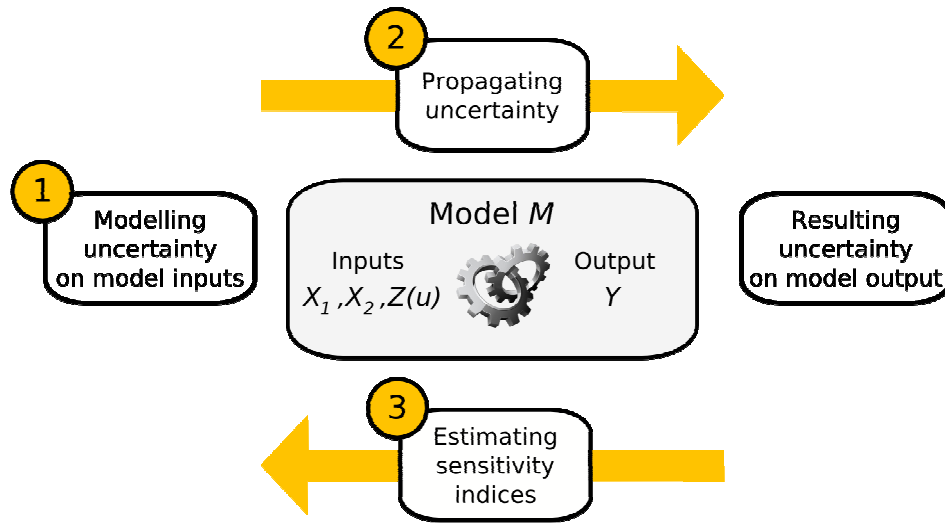 2
Propagating
uncertainty
1
Modelling
uncertainty
on model inputs
Model M
Inputs
X1 ,X2 ,Z(u)
Output
Y
Resulting
uncertainty
on model output
3
Estimating
sensitivity
indices